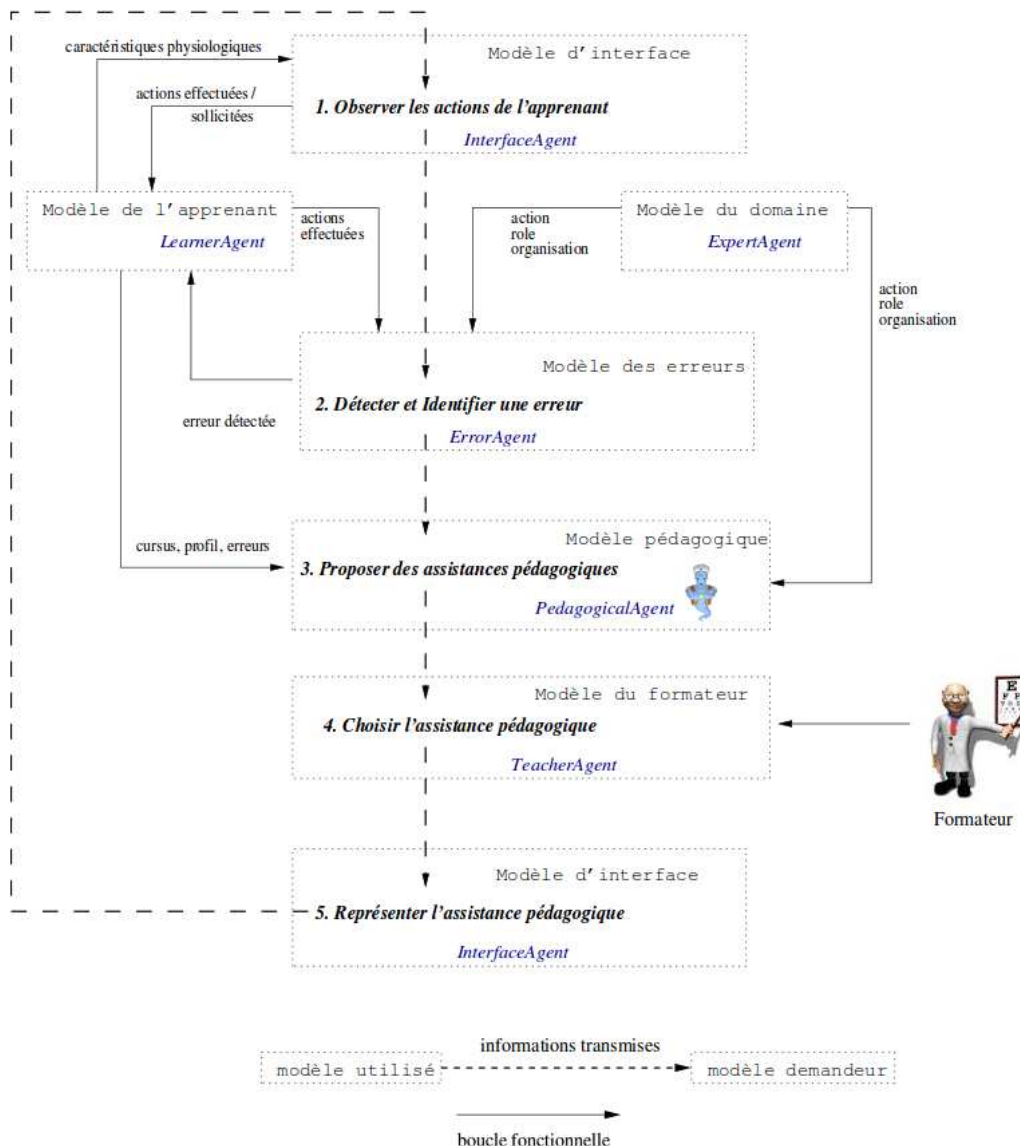 caractéristiques physiologiques
Modèle d'interface
actions effectuées /
sollicitées
1. Observer les actions de l'apprenant
InterfaceAgent
Modèle de l'apprenant
LearnerAgent
actions
effectuées
action
role
organisation
Modèle du domaine
ExpertAgent
action
role
organisation
Modèle des erreurs
2. Détecter et Identifier une erreur
ErrorAgent
erreur détectée
Modèle pédagogique
cursus, profil, erreurs
3. Proposer des assistances pédagogiques
PedagogicalAgent
Modèle du formateur
4. Choisir l'assistance pédagogique
TeacherAgent
E
Formateur
Modèle d'interface
5. Représenter l'assistance pédagogique
InterfaceAgent
informations transmises
modèle utilisé
modèle demandeur
boucle fonctionnelle